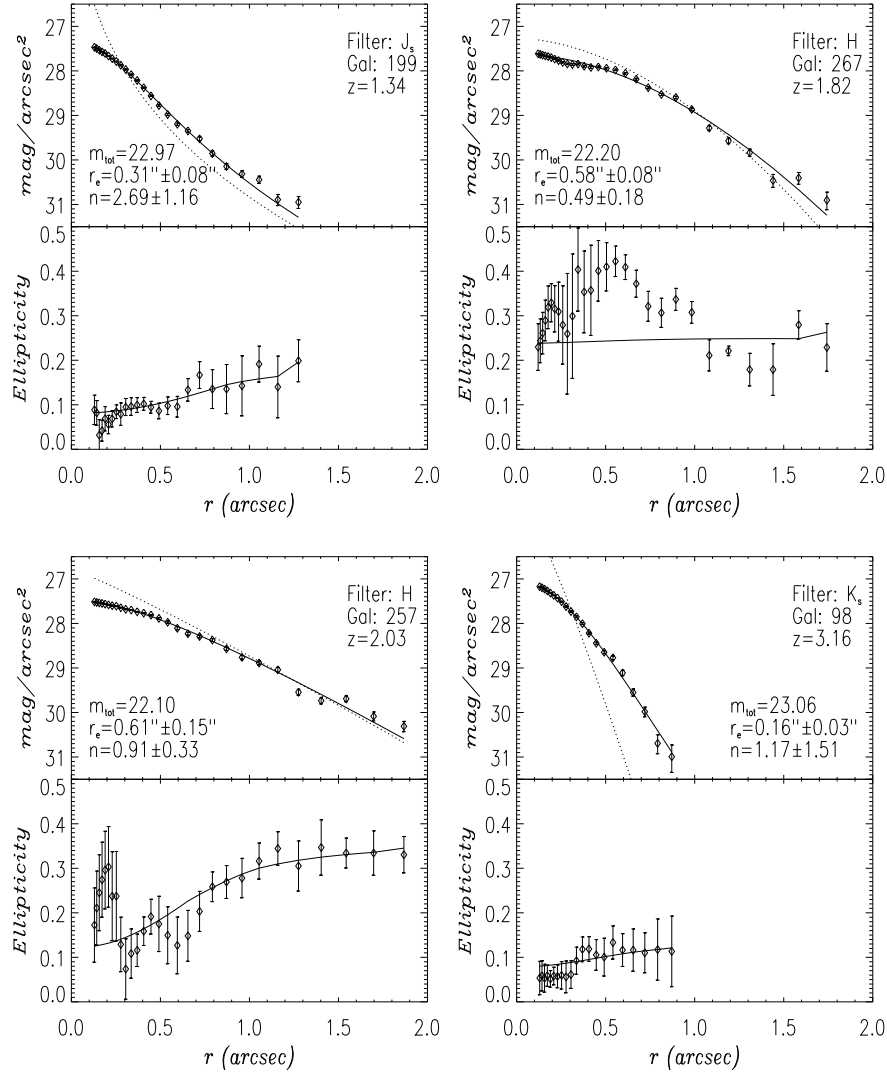 27
28
29
30
31
mag/arcsec²
Filter: Jₛ
Gal: 199
z=1.34
mₜₒₜ=22.97
rₑ=0.31"±0.08"
n=2.69±1.16
0.5
0.4
0.3
0.2
0.1
0.0
Ellipticity
0.0 0.5 1.0 1.5 2.0
r (arcsec)
27
28
29
30
31
mag/arcsec²
Filter: H
Gal: 267
z=1.82
mₜₒₜ=22.20
rₑ=0.58"±0.08"
n=0.49±0.18
0.5
0.4
0.3
0.2
0.1
0.0
Ellipticity
0.0 0.5 1.0 1.5 2.0
r (arcsec)
27
28
29
30
31
mag/arcsec²
Filter: H
Gal: 257
z=2.03
mₜₒₜ=22.10
rₑ=0.61"±0.15"
n=0.91±0.33
0.5
0.4
0.3
0.2
0.1
0.0
Ellipticity
0.0 0.5 1.0 1.5 2.0
r (arcsec)
27
28
29
30
31
mag/arcsec²
Filter: Kₛ
Gal: 98
z=3.16
mₜₒₜ=23.06
rₑ=0.16"±0.03"
n=1.17±1.51
0.5
0.4
0.3
0.2
0.1
0.0
Ellipticity
0.0 0.5 1.0 1.5 2.0
r (arcsec)